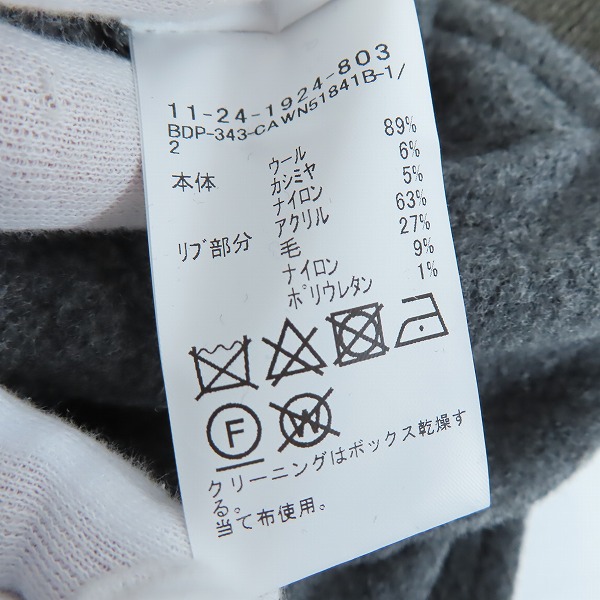 11-24-1924-803
BDP-343-CAWN51841B-1/
2
本体 ウール 89%
カシミヤ 6%
ナイロン 5%
リブ部分 アクリル 63%
毛 27%
ナイロン 9%
ポリウレタン 1%
F W
クリーニングはボックス乾燥す
る。
当て布使用。